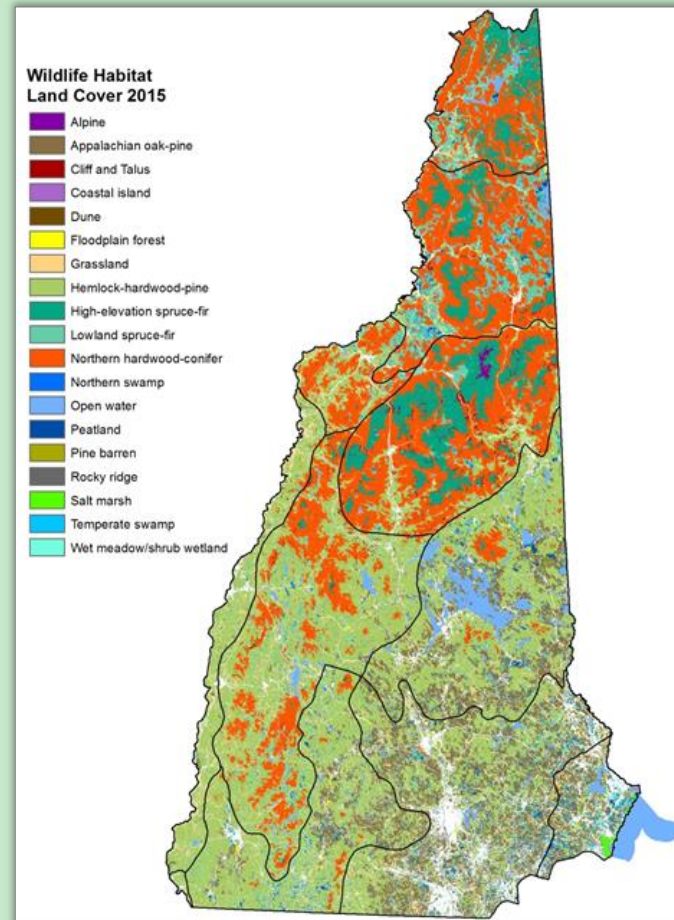 Wildlife Habitat
Land Cover 2015
Alpine
Appalachian oak-pine
Cliff and Talus
Coastal island
Dune
Floodplain forest
Grassland
Hemlock-hardwood-pine
High-elevation spruce-fir
Lowland spruce-fir
Northern hardwood-conifer
Northern swamp
Open water
Peatland
Pine barren
Rocky ridge
Salt marsh
Temperate swamp
Wet meadow/shrub wetland